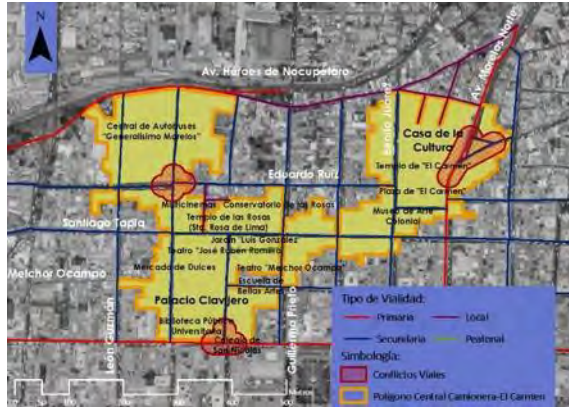 N
Av. Héroes de Nocupetaro
Av. Morelos Norte
Benito Juárez
Central de Autobuses
"Generalísimo Morelos"
Casa de la
Cultura
Templo de "El Carmen"
Eduardo Ruiz
Plaza de "El Carmen"
Multicinemas
Conservatorio de las Rosas
Museo de Arte
Colonial
Santiago Tapia
Templo de las Rosas
(Sta. Rosa de Lima)
Jardín "Luis González
Teatro "José Rubén Romero
Melchor Ocampo
Mercado de Dulces
Teatro "Melchor Ocampo"
Escuela de
Bellas Artes
Palacio Clavijero
León Guzmán
Guillermo Prieto
Biblioteca Pública
Universitaria
Colegio de
San Nicolás
Tipo de Vialidad:
Primaria
Local
Secundaria
Peatonal
Simbología:
Conflictos Viales
Polígono Central Camionera-El Carmen